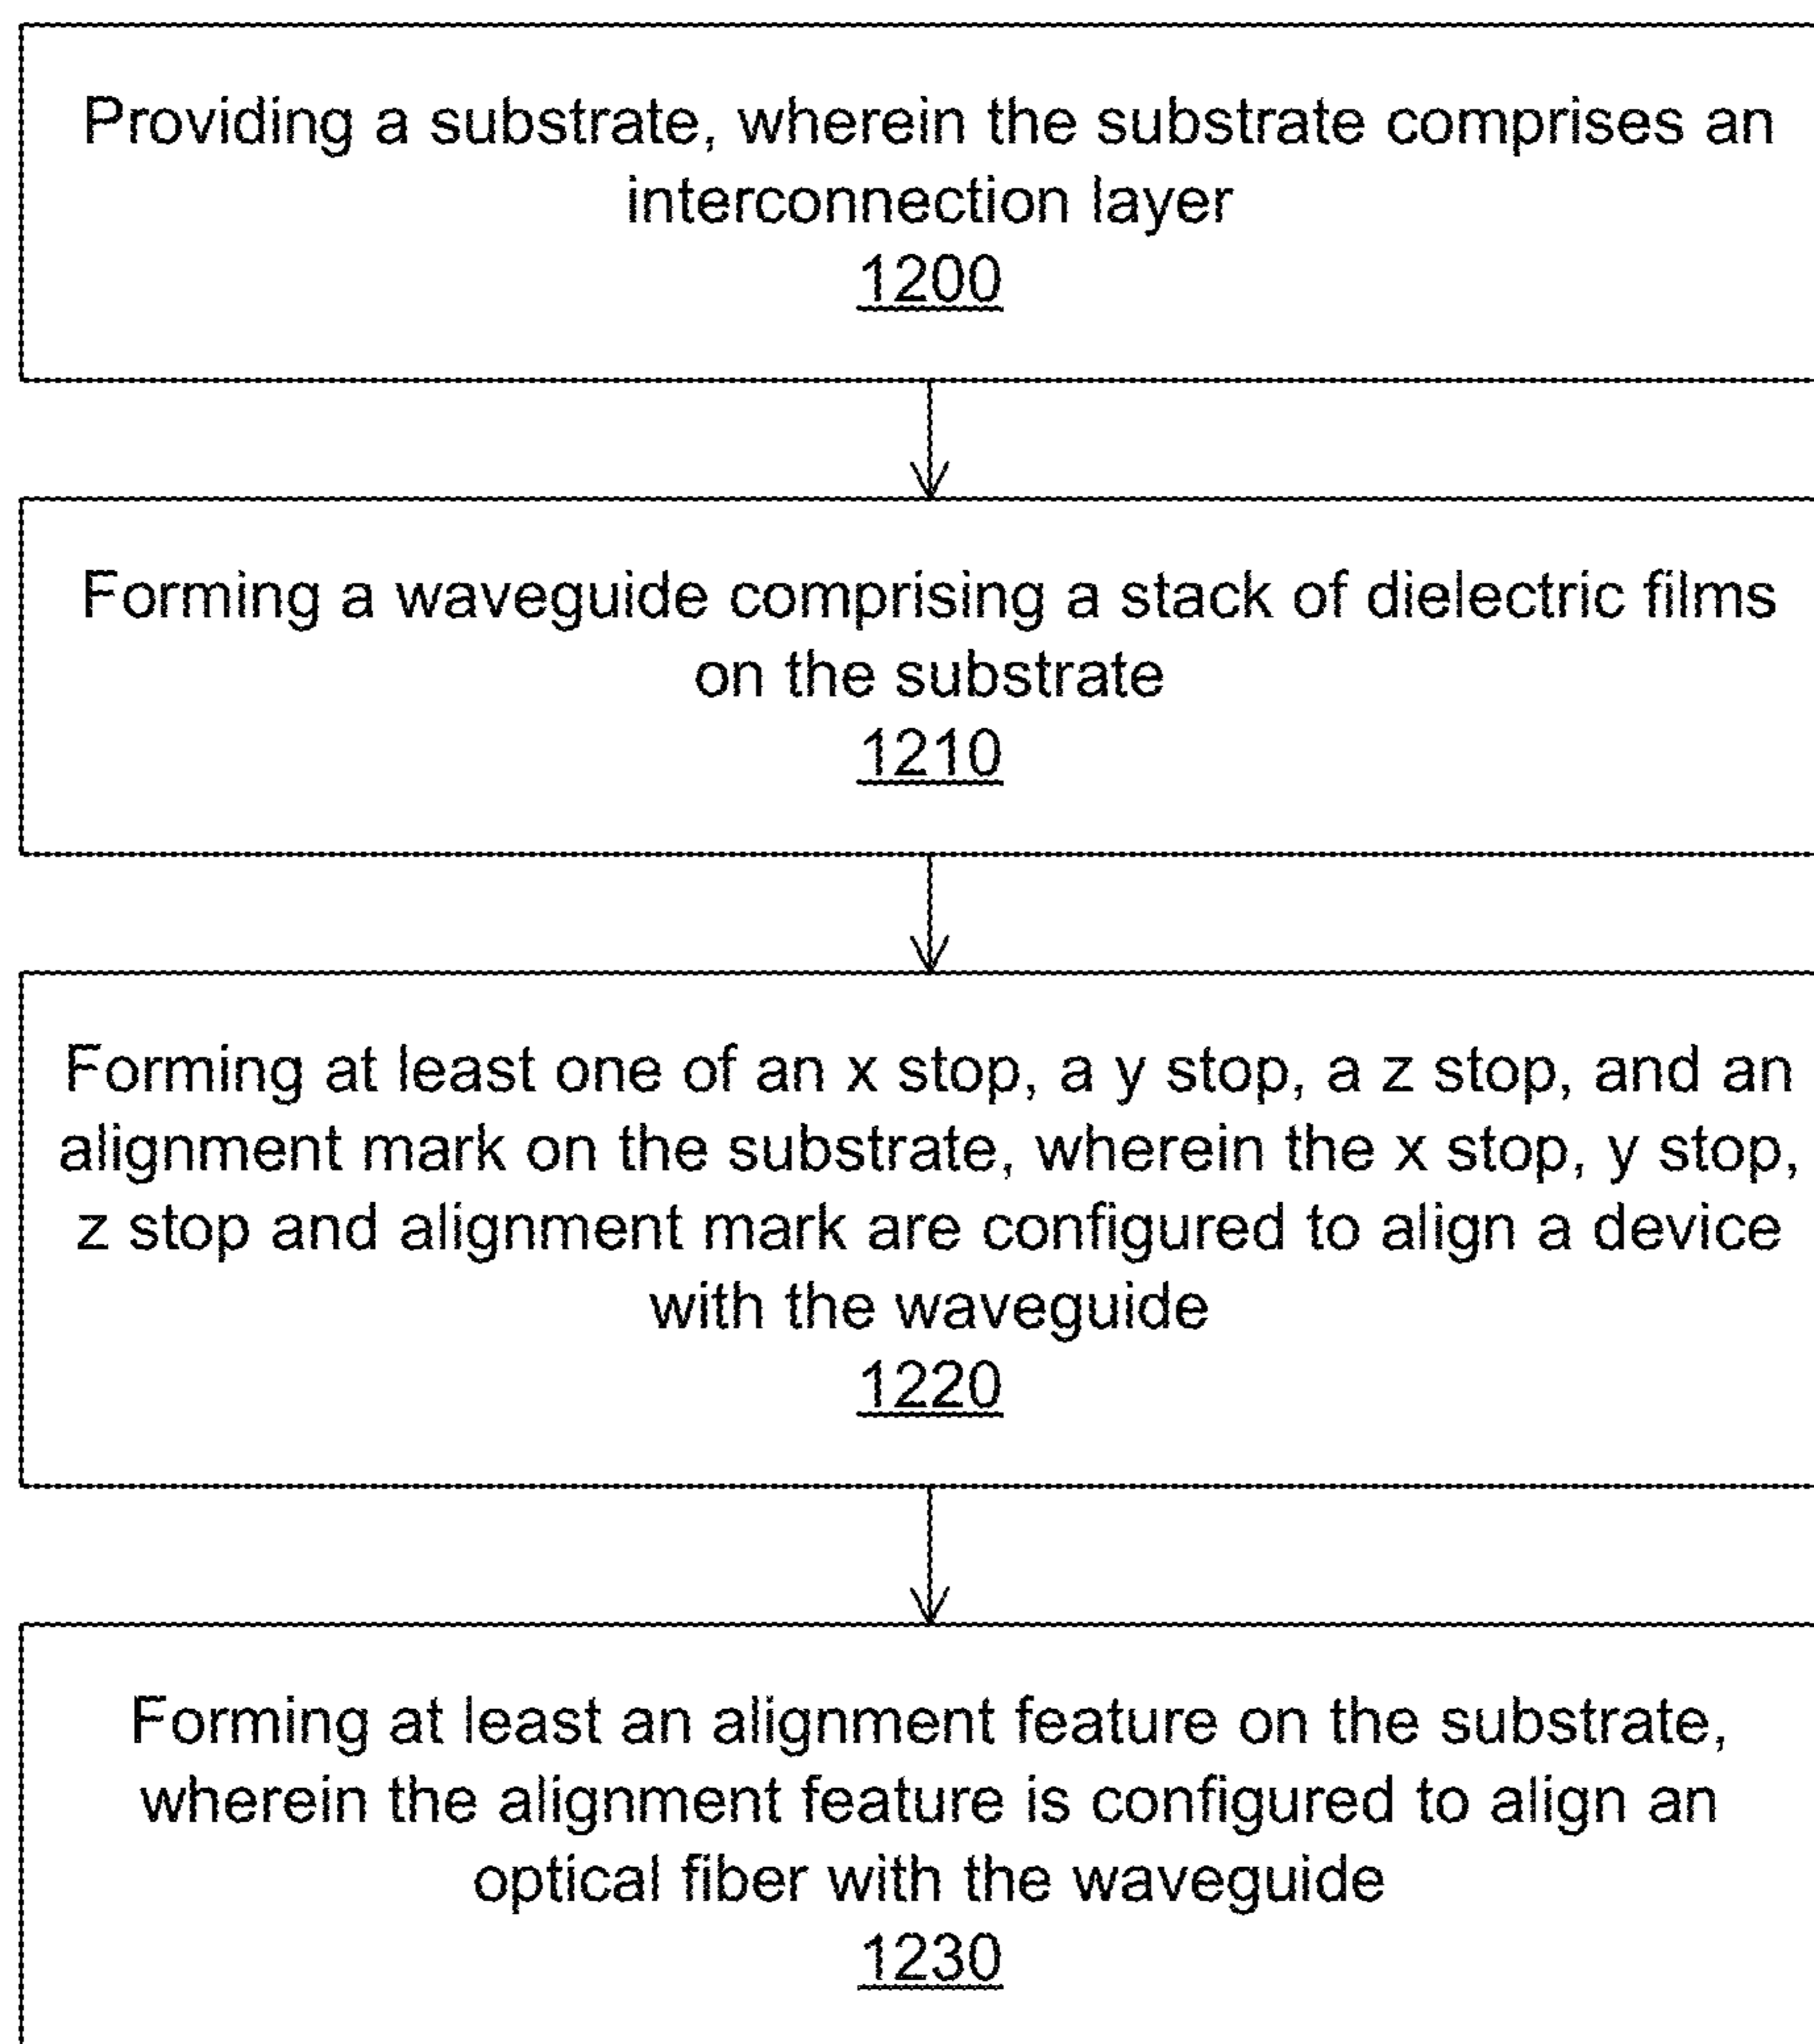 Providing a substrate, wherein the substrate comprises an
interconnection layer
1200
Forming a waveguide comprising a stack of dielectric films
on the substrate
1210
Forming at least one of an x stop, a y stop, a z stop, and an
alignment mark on the substrate, wherein the x stop, y stop,
z stop and alignment mark are configured to align a device
with the waveguide
1220
Forming at least an alignment feature on the substrate,
wherein the alignment feature is configured to align an
optical fiber with the waveguide
1230